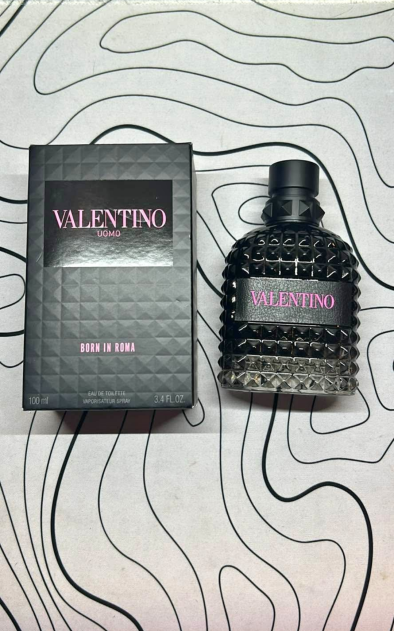 VALENTINO
UOMO
BORN IN ROMA
EAU DE TOILETTE
VAPORISATEUR SPRAY
100 ml
3.4 FL.OZ
VALENTINO